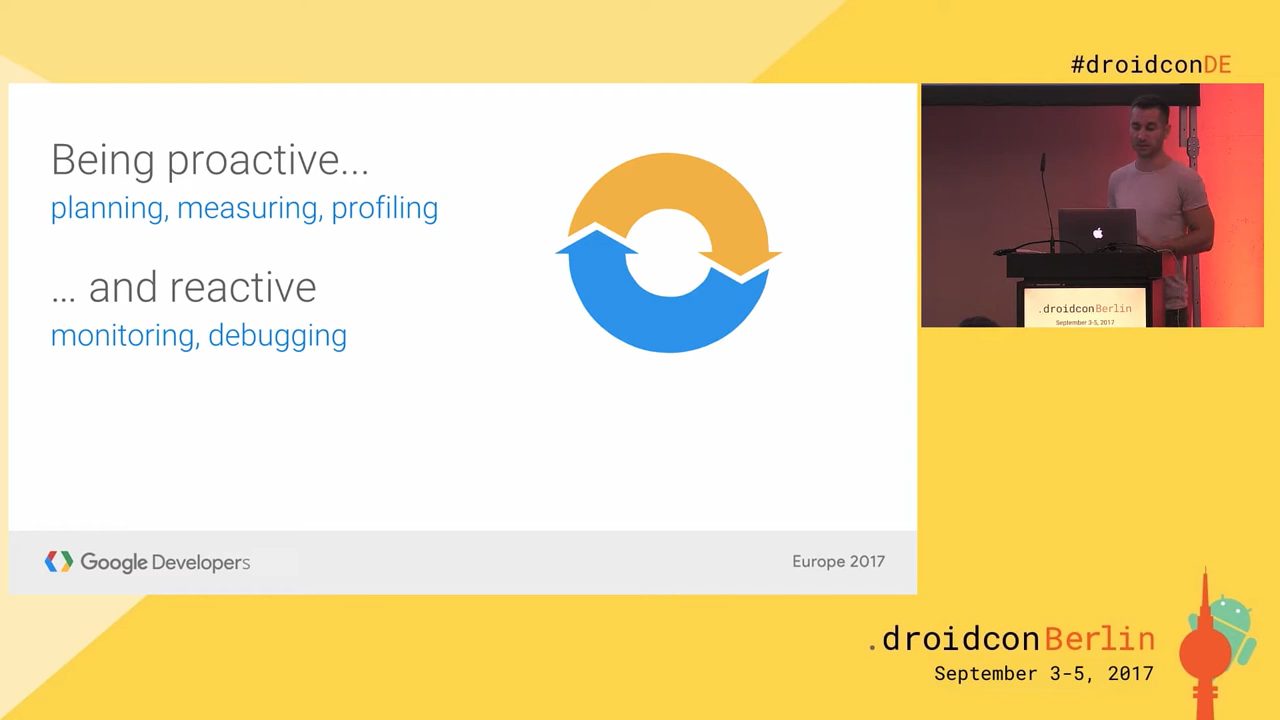 #droidconDE
Being proactive...
planning, measuring, profiling
... and reactive
monitoring, debugging
Google Developers
Europe 2017
.droidconBerlin
September 3-5, 2017
.droidconBerlin
September 3-5, 2017